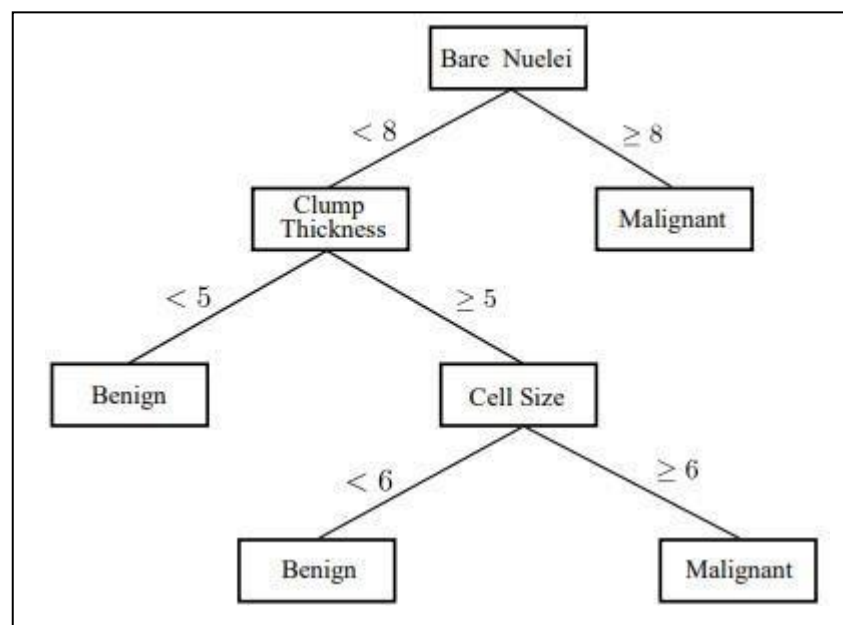 Bare Nuelei
< 8
≥ 8
Clump
Thickness
Malignant
< 5
≥ 5
Benign
Cell Size
< 6
≥ 6
Benign
Malignant